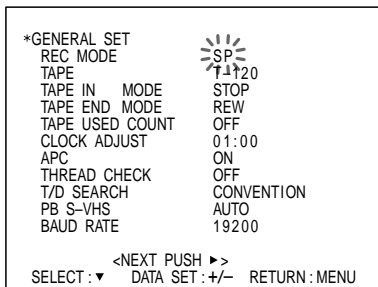 *GENERAL SET
REC MODE SP
TAPE T-120
TAPE IN MODE STOP
TAPE END MODE REW
TAPE USED COUNT OFF
CLOCK ADJUST 01:00
APC ON
THREAD CHECK OFF
T/D SEARCH CONVENTION
PB S–VHS AUTO
BAUD RATE 19200
<NEXT PUSH ►>
SELECT : ▼ DATA SET : +/– RETURN : MENU